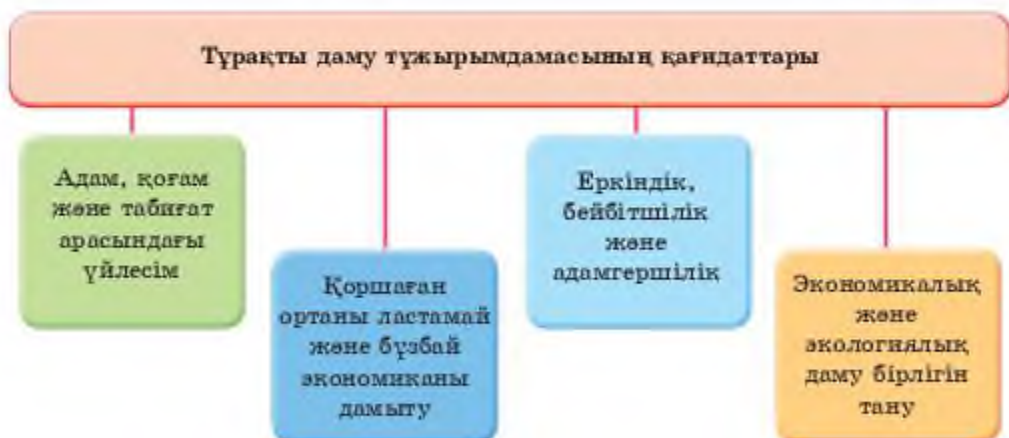 Тұрақты даму тұжырымдамасының қағидаттары
Адам, қоғам
және табиғат
арасындағы
үйлесім
Қоршаған
ортаны ластамай
және бұзбай
экономиканы
дамыту
Еркіндік,
бейбітшілік
және
адамгершілік
Экономикалық
және
экологиялық
даму бірлігін
тану